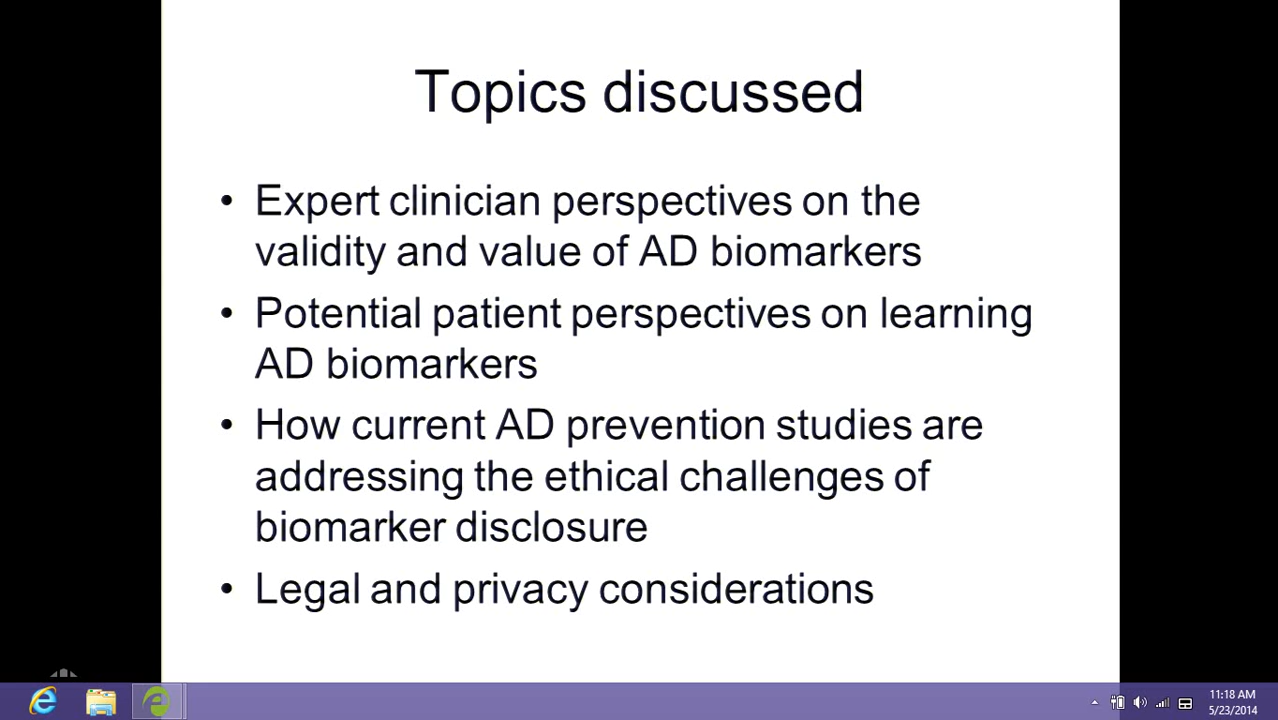 Topics discussed
• Expert clinician perspectives on the
validity and value of AD biomarkers
• Potential patient perspectives on learning
AD biomarkers
• How current AD prevention studies are
addressing the ethical challenges of
biomarker disclosure
• Legal and privacy considerations
11:18 AM
5/23/2014